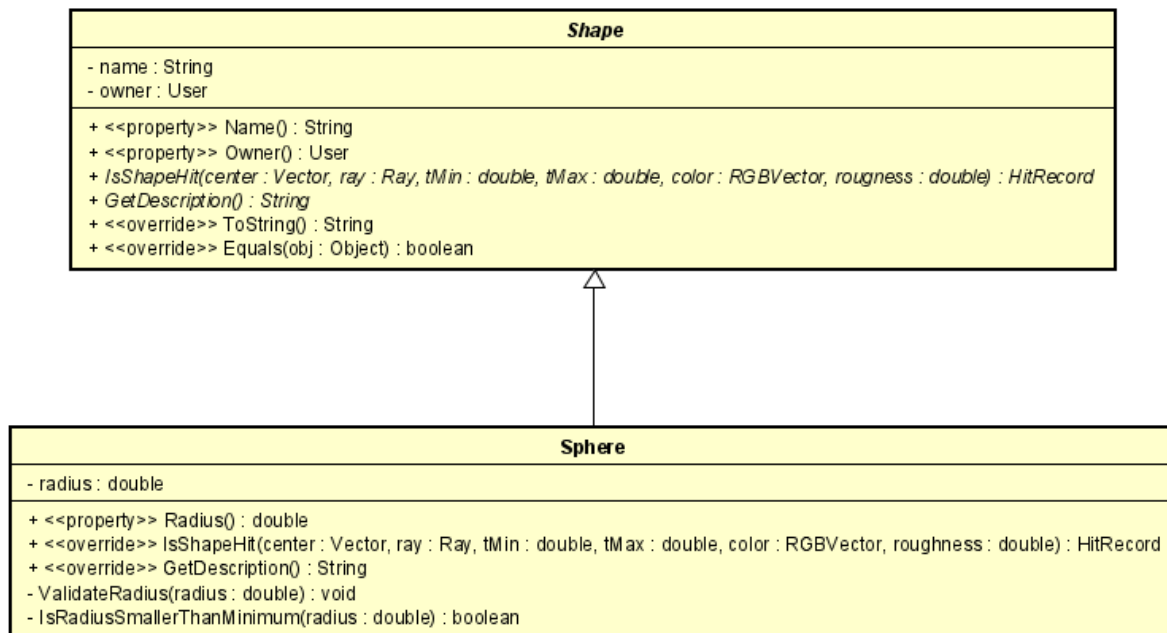 Shape
- name : String
- owner : User
+ <<property>> Name() : String
+ <<property>> Owner() : User
+ IsShapeHit(center : Vector, ray : Ray, tMin : double, tMax : double, color : RGBVector, rougness : double) : HitRecord
+ GetDescription() : String
+ <<override>> ToString() : String
+ <<override>> Equals(obj : Object) : boolean
Sphere
- radius : double
+ <<property>> Radius() : double
+ <<override>> IsShapeHit(center : Vector, ray : Ray, tMin : double, tMax : double, color : RGBVector, roughness : double) : HitRecord
+ <<override>> GetDescription() : String
- ValidateRadius(radius : double) : void
- IsRadiusSmallerThanMinimum(radius : double) : boolean